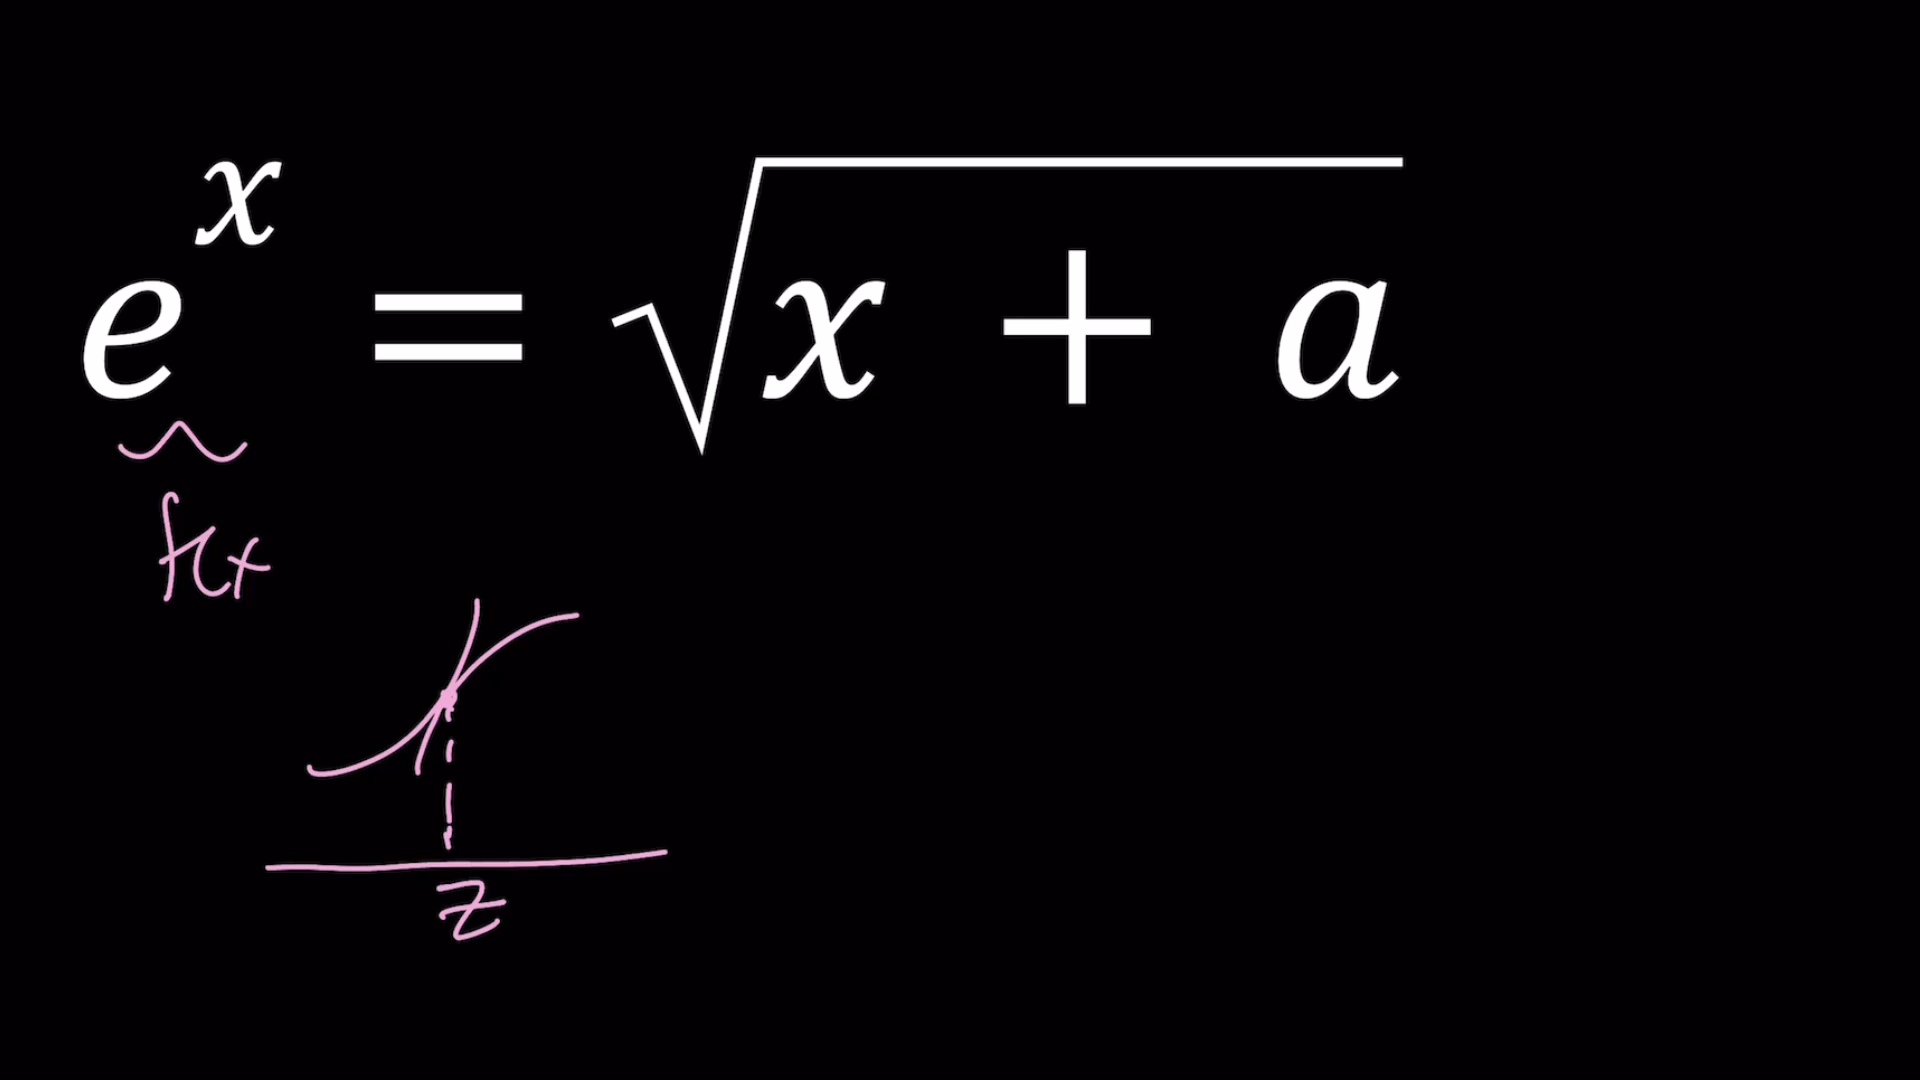 e^x = √(x + a)
f(x
z